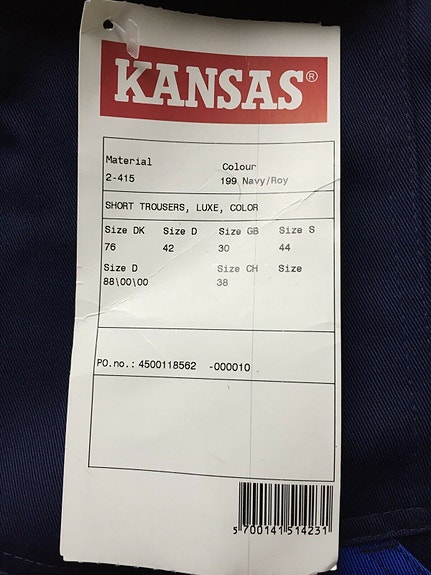 KANSAS®
Material Colour
2-415 199 Navy/Roy
SHORT TROUSERS, LUXE, COLOR
Size DK Size D Size GB Size S
76 42 30 44
Size D Size CH Size
88\00\00 38
PO.no.: 4500118562 -000010
5 700141 514231